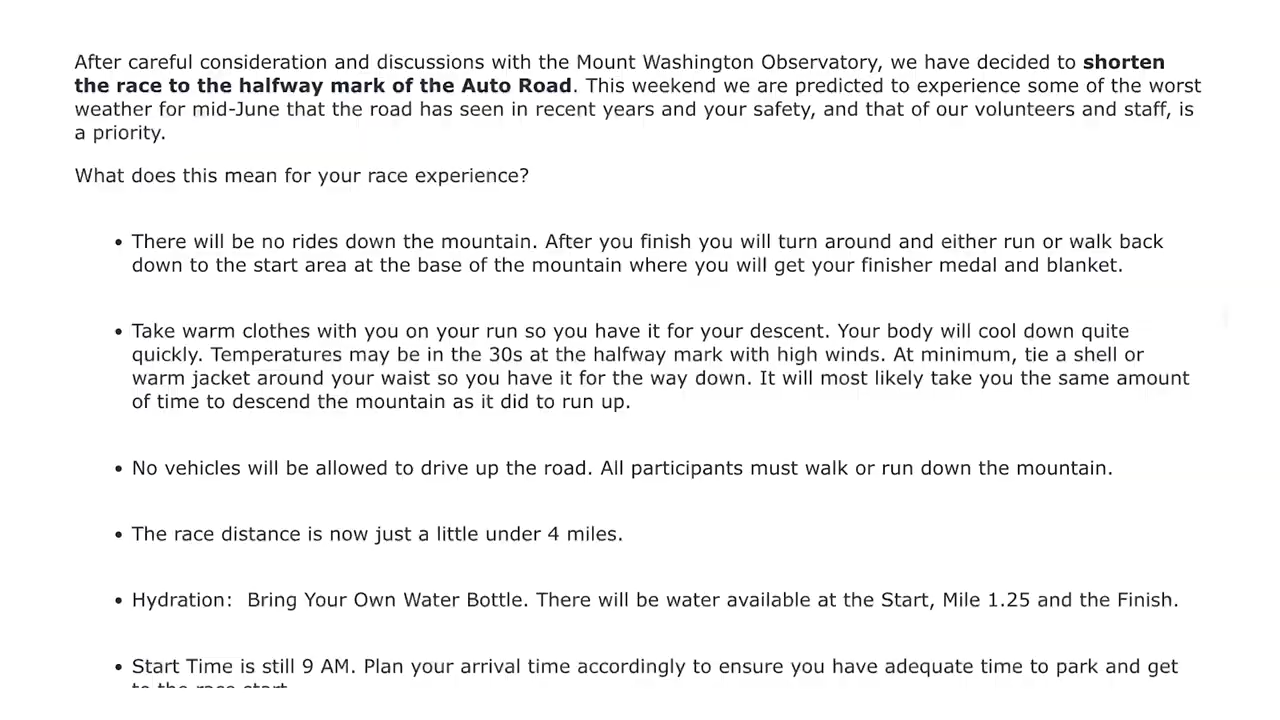 After careful consideration and discussions with the Mount Washington Observatory, we have decided to shorten
the race to the halfway mark of the Auto Road. This weekend we are predicted to experience some of the worst
weather for mid-June that the road has seen in recent years and your safety, and that of our volunteers and staff, is
a priority.
What does this mean for your race experience?
• There will be no rides down the mountain. After you finish you will turn around and either run or walk back
down to the start area at the base of the mountain where you will get your finisher medal and blanket.
• Take warm clothes with you on your run so you have it for your descent. Your body will cool down quite
quickly. Temperatures may be in the 30s at the halfway mark with high winds. At minimum, tie a shell or
warm jacket around your waist so you have it for the way down. It will most likely take you the same amount
of time to descend the mountain as it did to run up.
• No vehicles will be allowed to drive up the road. All participants must walk or run down the mountain.
• The race distance is now just a little under 4 miles.
• Hydration:  Bring Your Own Water Bottle. There will be water available at the Start, Mile 1.25 and the Finish.
• Start Time is still 9 AM. Plan your arrival time accordingly to ensure you have adequate time to park and get
to the race start